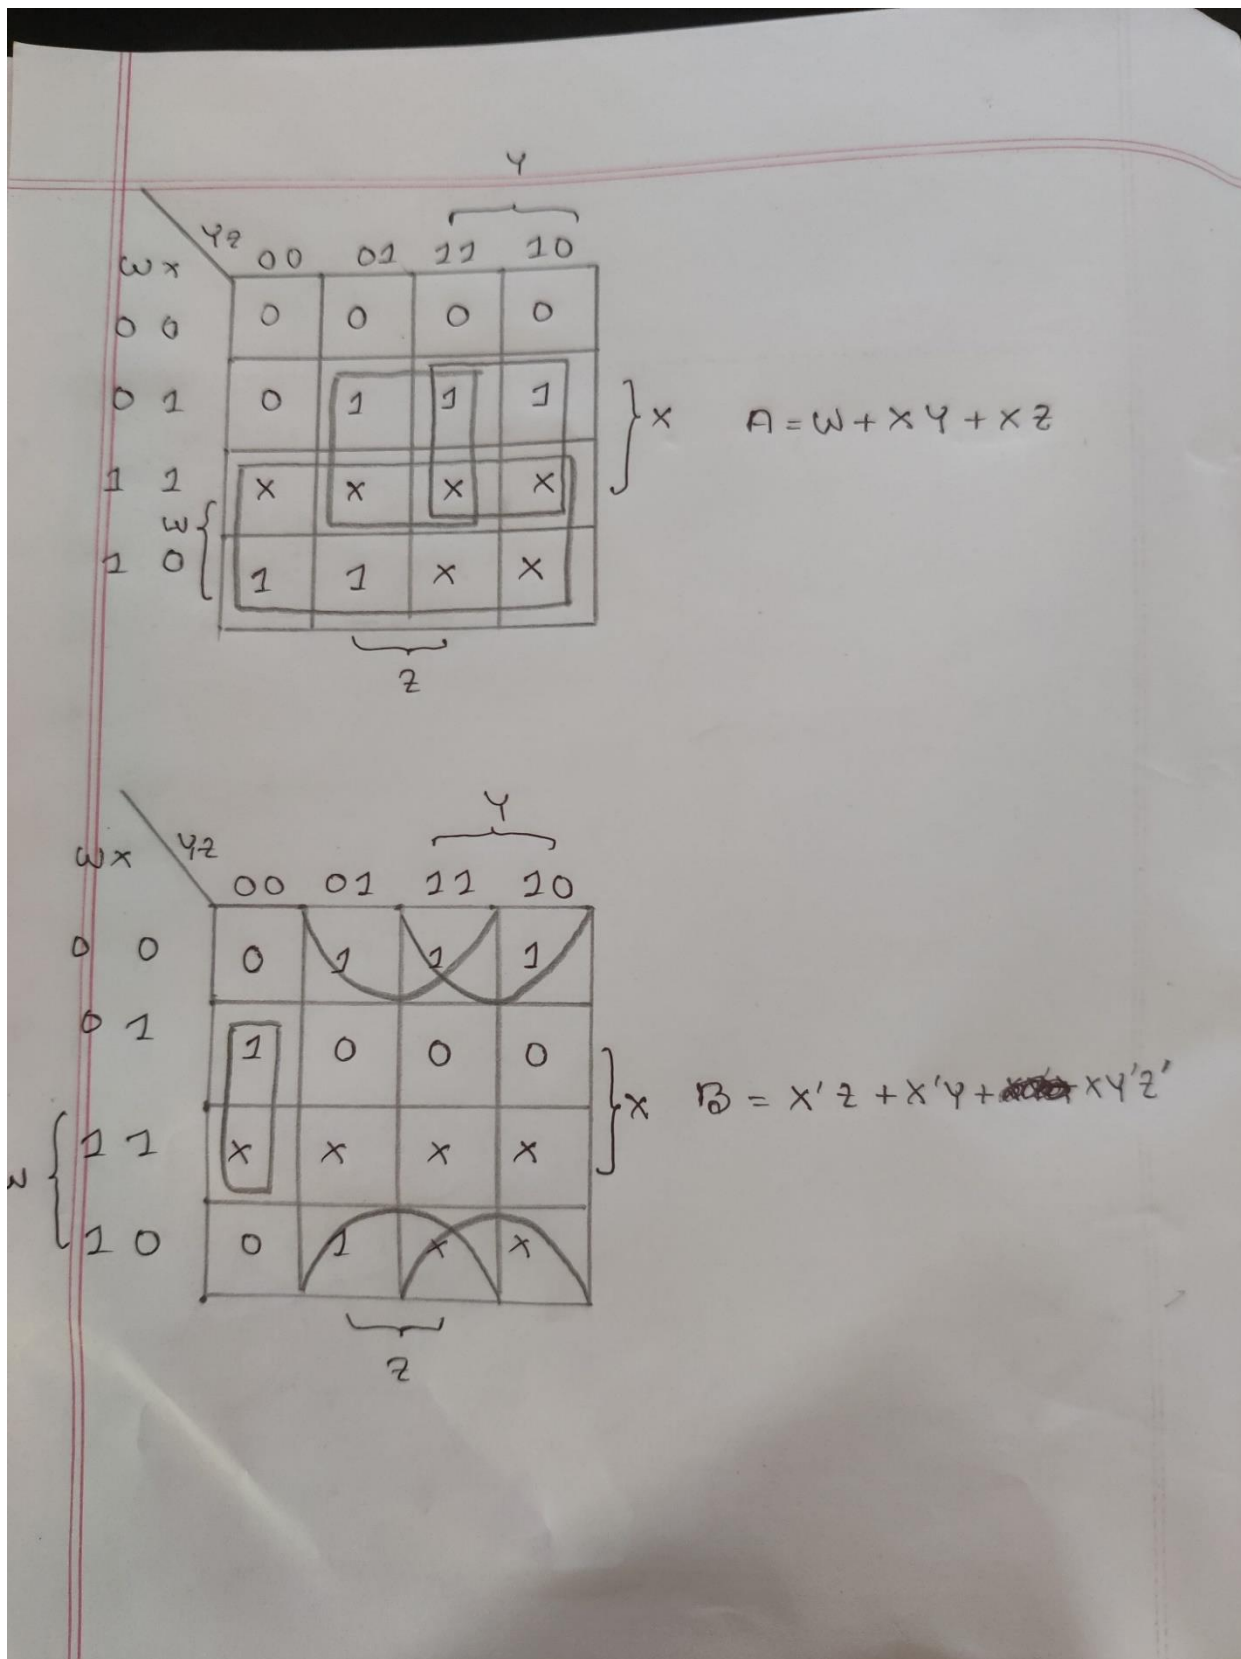 Y
YZ 00 01 11 10
W X
0 0 0 0 0 0
0 1 0 1 1 1 X A = W + XY + XZ
1 1 X X X X
W
1 0 1 1 X X
Z
Y
YZ
W X
00 01 11 10
0 0 0 1 1 1
0 1 1 0 0 0
X B = X'Z + X'Y + XY'Z'
1 1 X X X X
W
1 0 0 1 X X
Z